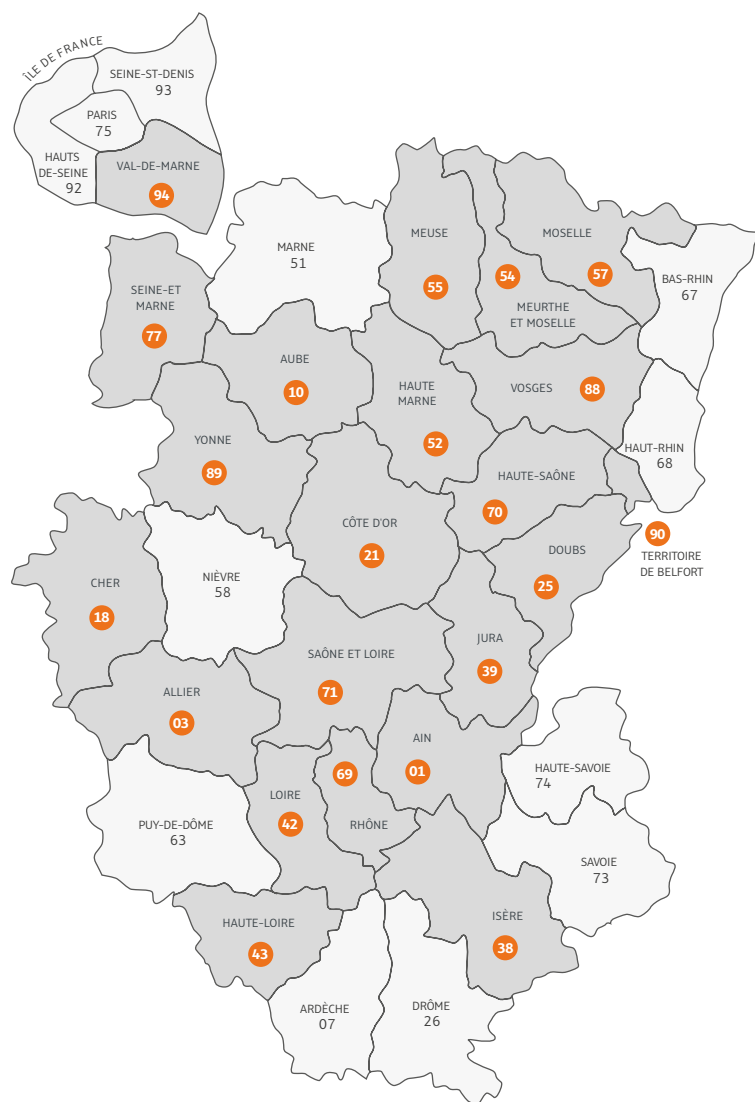 ÎLE DE FRANCE
SEINE-ST-DENIS
93
PARIS
75
HAUTS
DE-SEINE
92
VAL-DE-MARNE
94
MARNE
51
MEUSE
55
54
MEURTHE
ET MOSELLE
MOSELLE
57
BAS-RHIN
67
SEINE-ET
MARNE
77
AUBE
10
HAUTE
MARNE
52
VOSGES
88
HAUT-RHIN
68
YONNE
89
CÔTE D'OR
21
HAUTE-SAÔNE
70
90
TERRITOIRE
DE BELFORT
DOUBS
25
CHER
18
NIÈVRE
58
SAÔNE ET LOIRE
71
JURA
39
ALLIER
03
AIN
01
69
RHÔNE
LOIRE
42
HAUTE-SAVOIE
74
PUY-DE-DÔME
63
SAVOIE
73
HAUTE-LOIRE
43
ISÈRE
38
ARDÈCHE
07
DRÔME
26